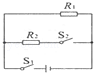 R₁
R₂ S₂
S₁